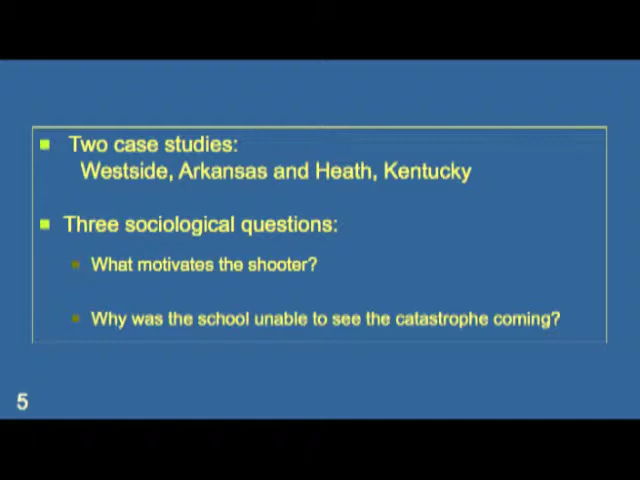 Two case studies:
Westside, Arkansas and Heath, Kentucky
Three sociological questions:
What motivates the shooter?
Why was the school unable to see the catastrophe coming?
5